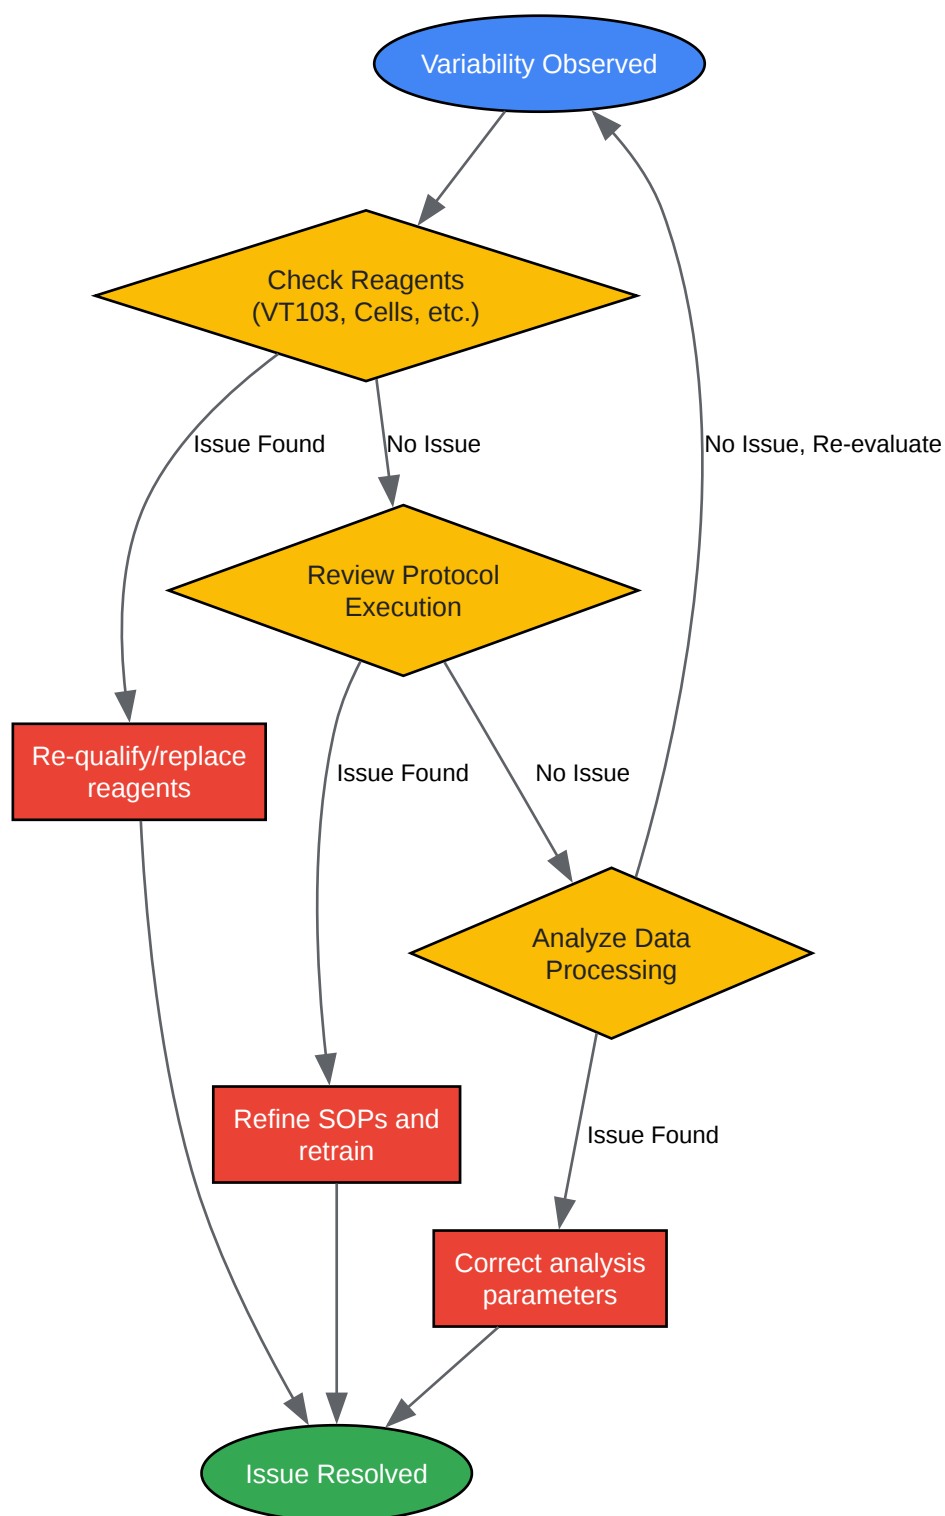 Variability Observed
Check Reagents
(VT103, Cells, etc.)
Issue Found
No Issue
No Issue, Re-evaluate
Review Protocol
Execution
Re-qualify/replace
reagents
Issue Found
No Issue
Analyze Data
Processing
Refine SOPs and
retrain
Issue Found
Correct analysis
parameters
Issue Resolved